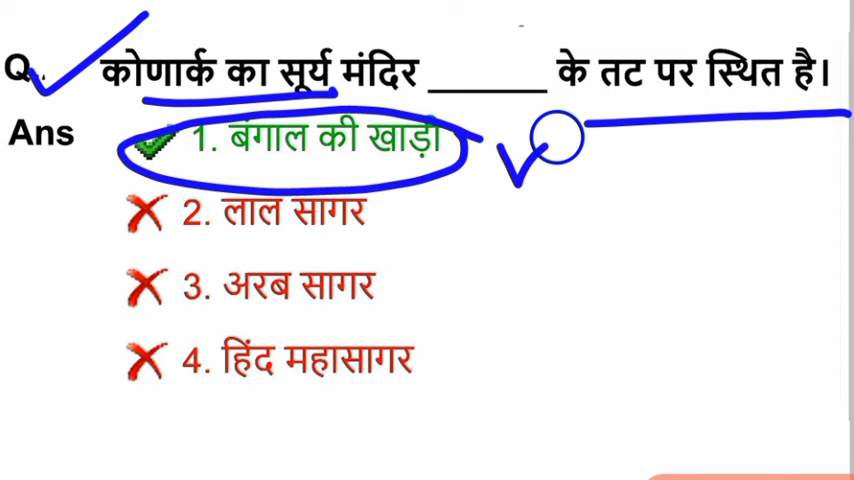 Q. कोणार्क का सूर्य मंदिर ______ के तट पर स्थित है।
Ans 1. बंगाल की खाड़ी
2. लाल सागर
3. अरब सागर
4. हिंद महासागर